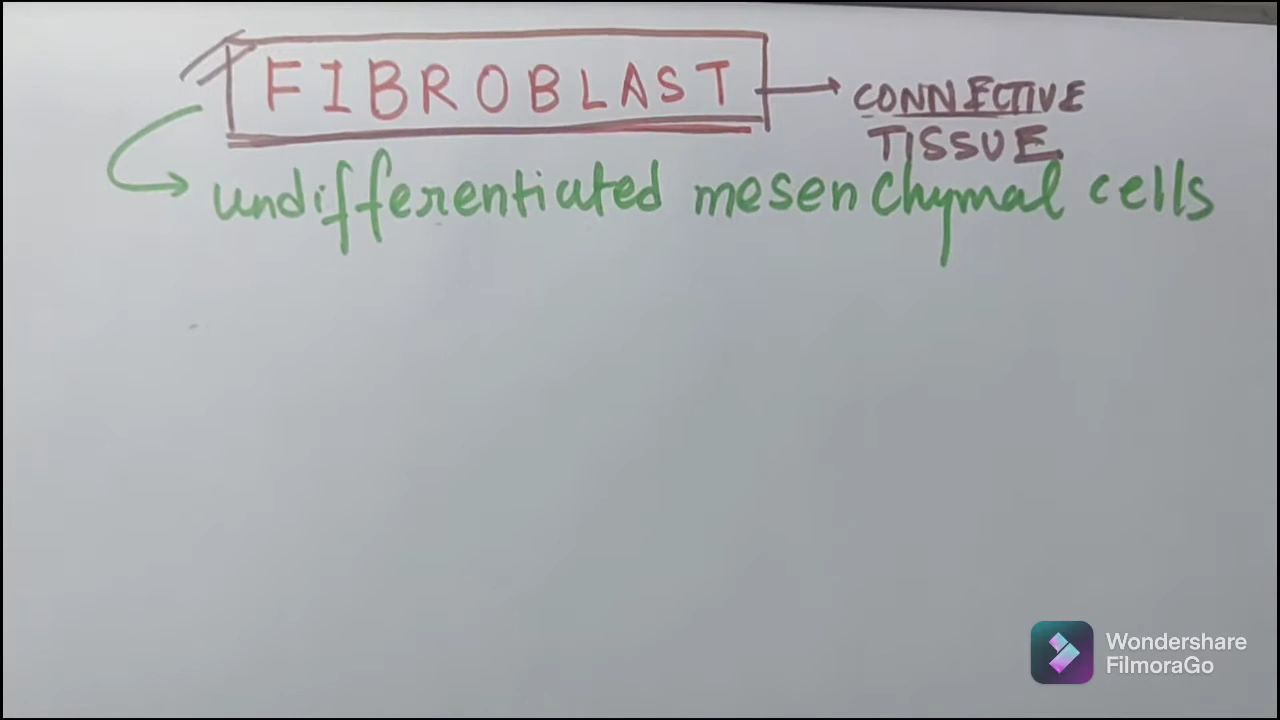 FIBROBLAST → CONNECTIVE
TISSUE
undifferentiated mesenchymal cells
Wondershare
FilmoraGo